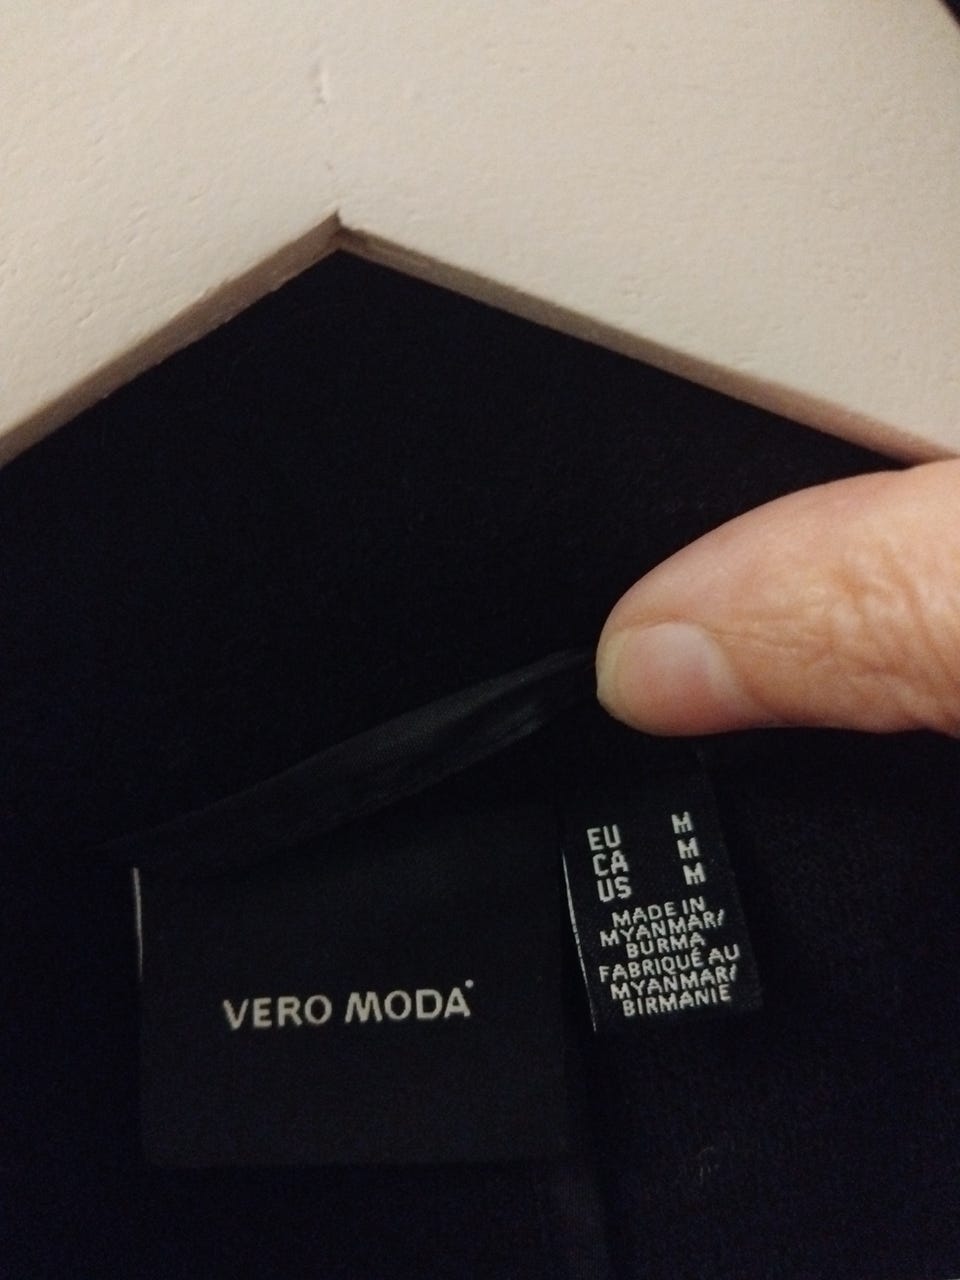 VERO MODA
EU M
CA M
US M
MADE IN
MYANMAR/
BURMA
FABRIQUÉ AU
MYANMAR/
BIRMANIE